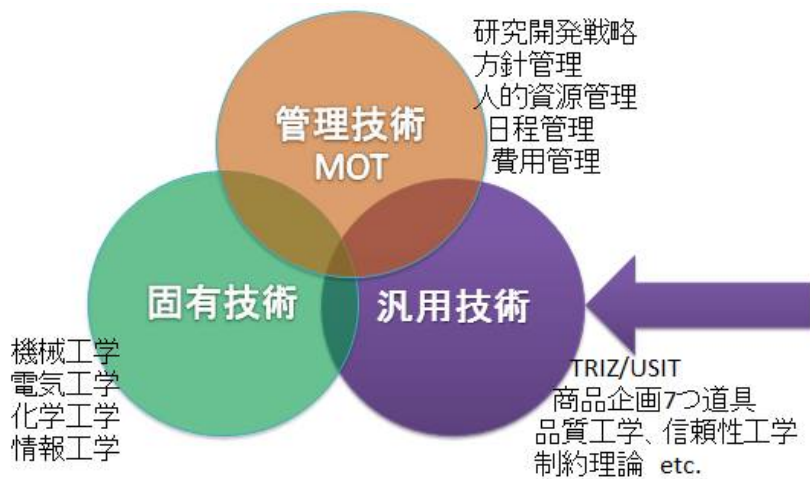 研究開発戦略
方針管理
人的資源管理
日程管理
費用管理
管理技術
MOT
固有技術
汎用技術
機械工学
電気工学
化学工学
情報工学
TRIZ/USIT
商品企画7つ道具
品質工学、信頼性工学
制約理論 etc.